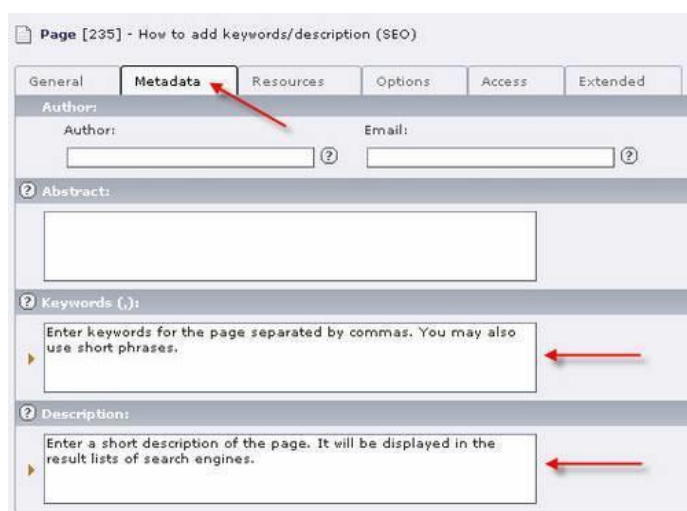 Page [235] - How to add keywords/description (SEO)
General Metadata Resources Options Access Extended
Author:
Author: Email:
? ?
? Abstract:
? Keywords (,):
Enter keywords for the page separated by commas. You may also
use short phrases.
? Description:
Enter a short description of the page. It will be displayed in the
result lists of search engines.